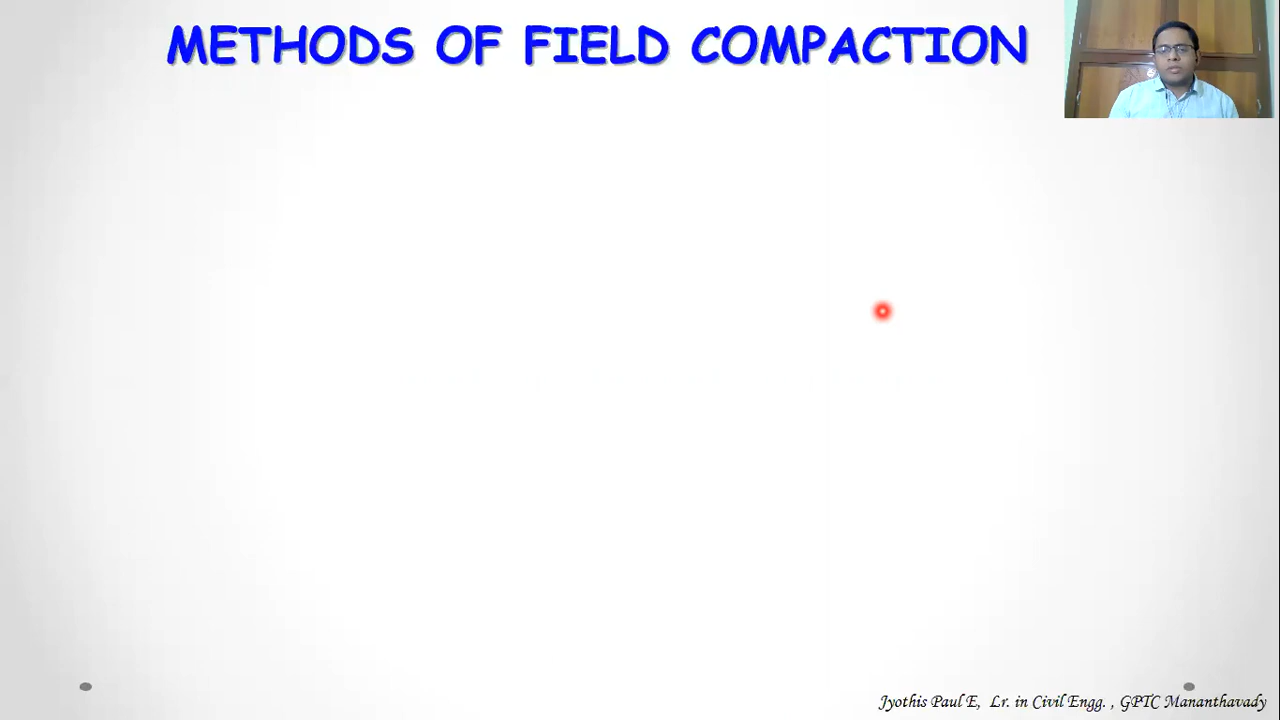 METHODS OF FIELD COMPACTION
Jyothis Paul E, Lr. in Civil Engg. , GPTC Mananthavady